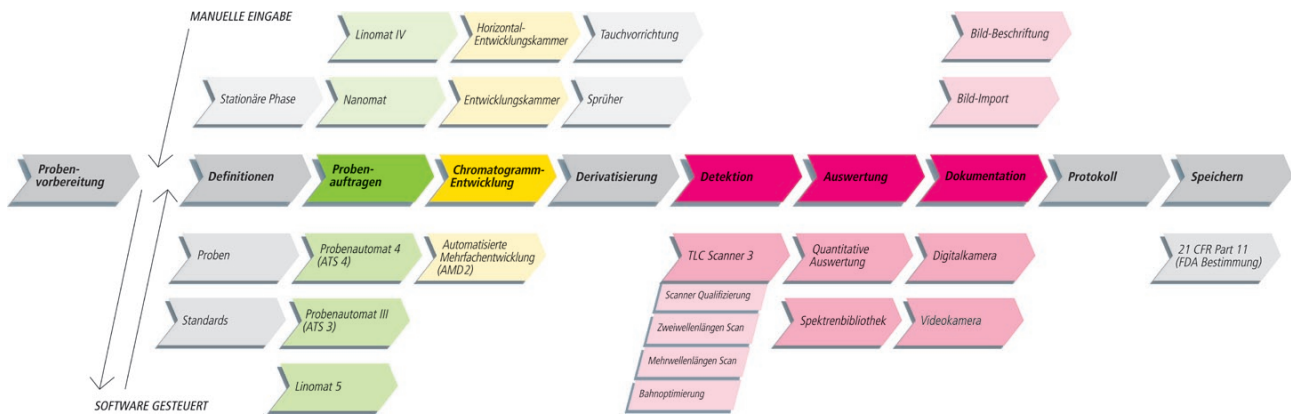 MANUELLE EINGABE
Linomat IV
Horizontal-
Entwicklungskammer
Tauchvorrichtung
Bild-Beschriftung
Stationäre Phase
Nanomat
Entwicklungskammer
Sprüher
Bild-Import
Proben-
vorbereitung
Definitionen
Proben-
auftragen
Chromatogramm-
Entwicklung
Derivatisierung
Detektion
Auswertung
Dokumentation
Protokoll
Speichern
Proben
Probenautomat 4
(ATS 4)
Automatisierte
Mehrfachentwicklung
(AMD2)
TLC Scanner 3
Quantitative
Auswertung
Digitalkamera
21 CFR Part 11
(FDA Bestimmung)
Scanner Qualifizierung
Standards
Probenautomat III
(ATS 3)
Zweiwellenlängen Scan
Spektrenbibliothek
Videokamera
Mehrwellenlängen Scan
Linomat 5
Bahnoptimierung
SOFTWARE GESTEUERT